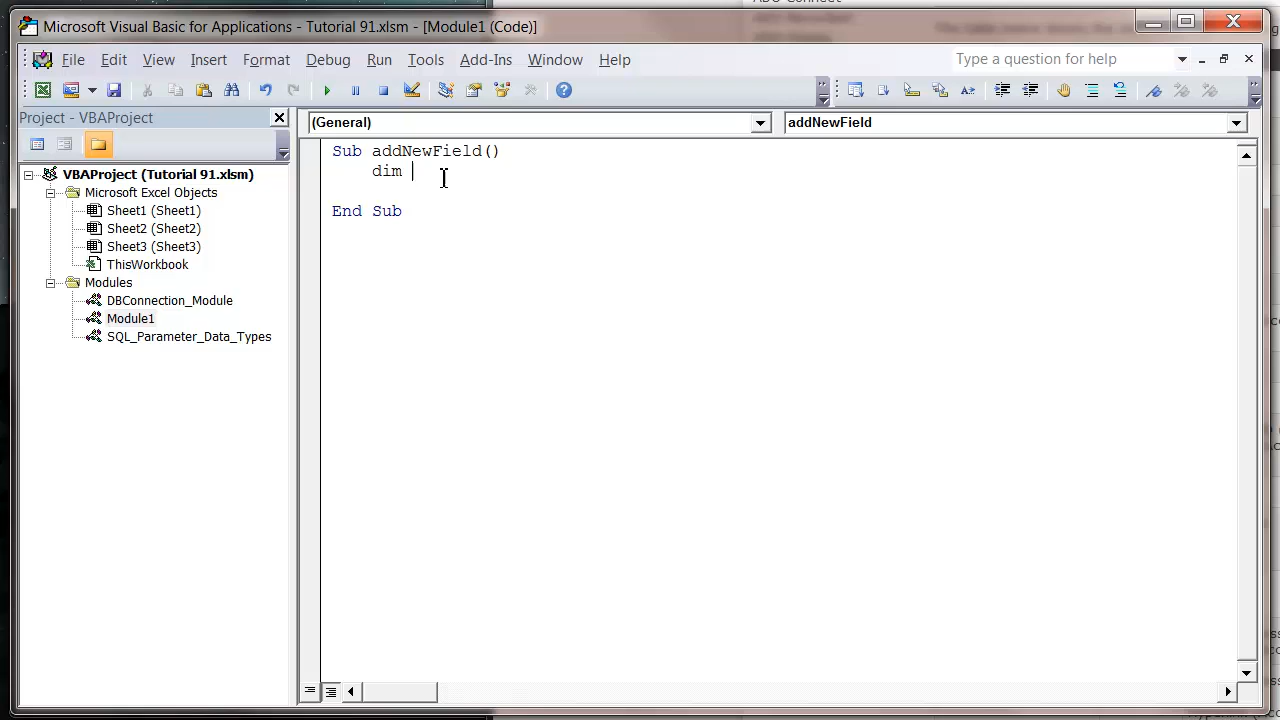 ADO Connect
Microsoft Visual Basic for Applications - Tutorial 91.xlsm - [Module1 (Code)]
File Edit View Insert Format Debug Run Tools Add-Ins Window Help
Type a question for help
Project - VBAProject
(General)
addNewField
VBAProject (Tutorial 91.xlsm)
Microsoft Excel Objects
Sheet1 (Sheet1)
Sheet2 (Sheet2)
Sheet3 (Sheet3)
ThisWorkbook
Modules
DBConnection_Module
Module1
SQL_Parameter_Data_Types
Sub addNewField()
dim
End Sub